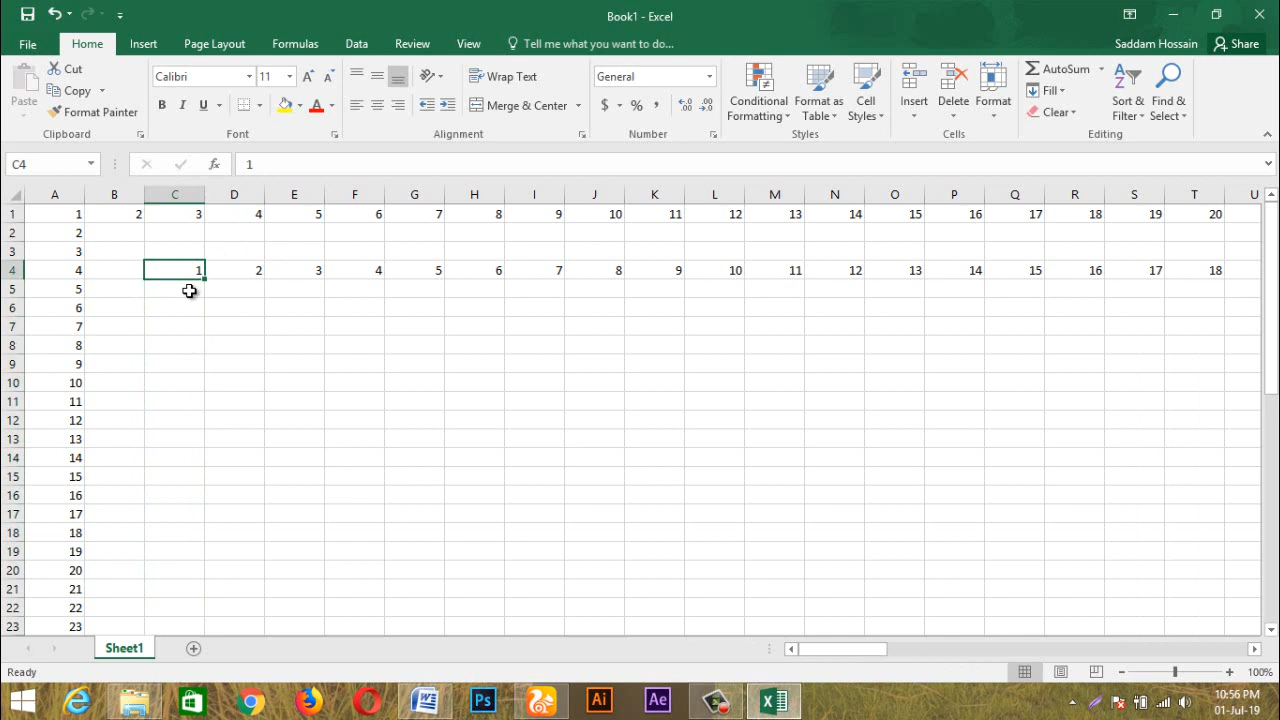 Book1 - Excel
File Home Insert Page Layout Formulas Data Review View Tell me what you want to do... Saddam Hossain Share
Paste Cut Copy Format Painter Clipboard
Calibri 11 A A B I U A Font
Wrap Text Merge & Center Alignment
General $ % , .0 .00 .00 .0 Number
Conditional Formatting Format as Table Cell Styles Styles
Insert Delete Format Cells
AutoSum Fill Clear Sort & Filter Find & Select Editing
C4 fx 1
A B C D E F G H I J K L M N O P Q R S T U
1 1 2 3 4 5 6 7 8 9 10 11 12 13 14 15 16 17 18 19 20
2 2
3 3
4 4 1 2 3 4 5 6 7 8 9 10 11 12 13 14 15 16 17 18
5 5
6 6
7 7
8 8
9 9
10 10
11 11
12 12
13 13
14 14
15 15
16 16
17 17
18 18
19 19
20 20
21 21
22 22
23 23
Sheet1
Ready 100%
W Ps Ai Ae X 10:56 PM
01-Jul-19